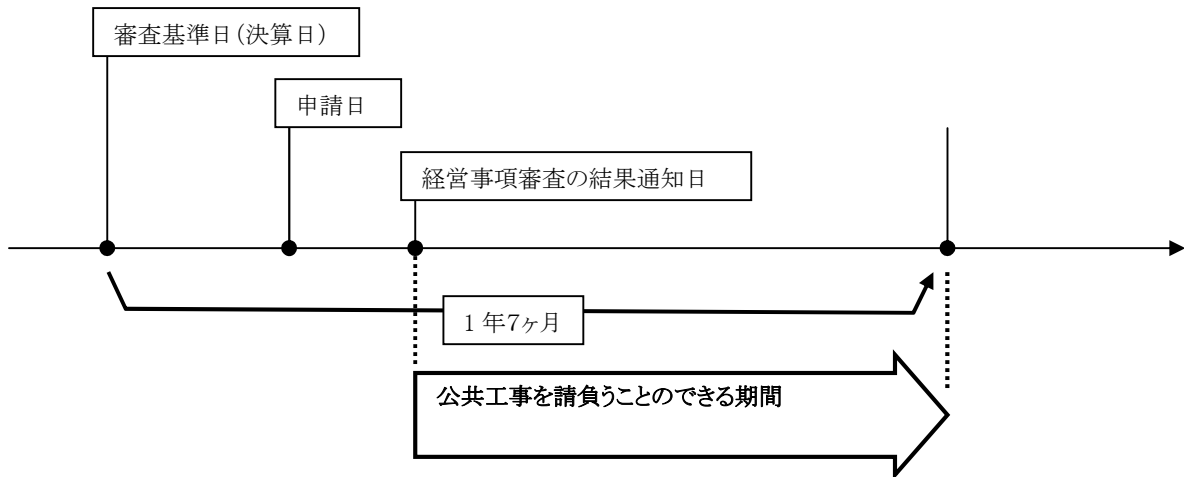 審査基準日(決算日)
申請日
経営事項審査の結果通知日
1年7ヶ月
公共工事を請負うことのできる期間